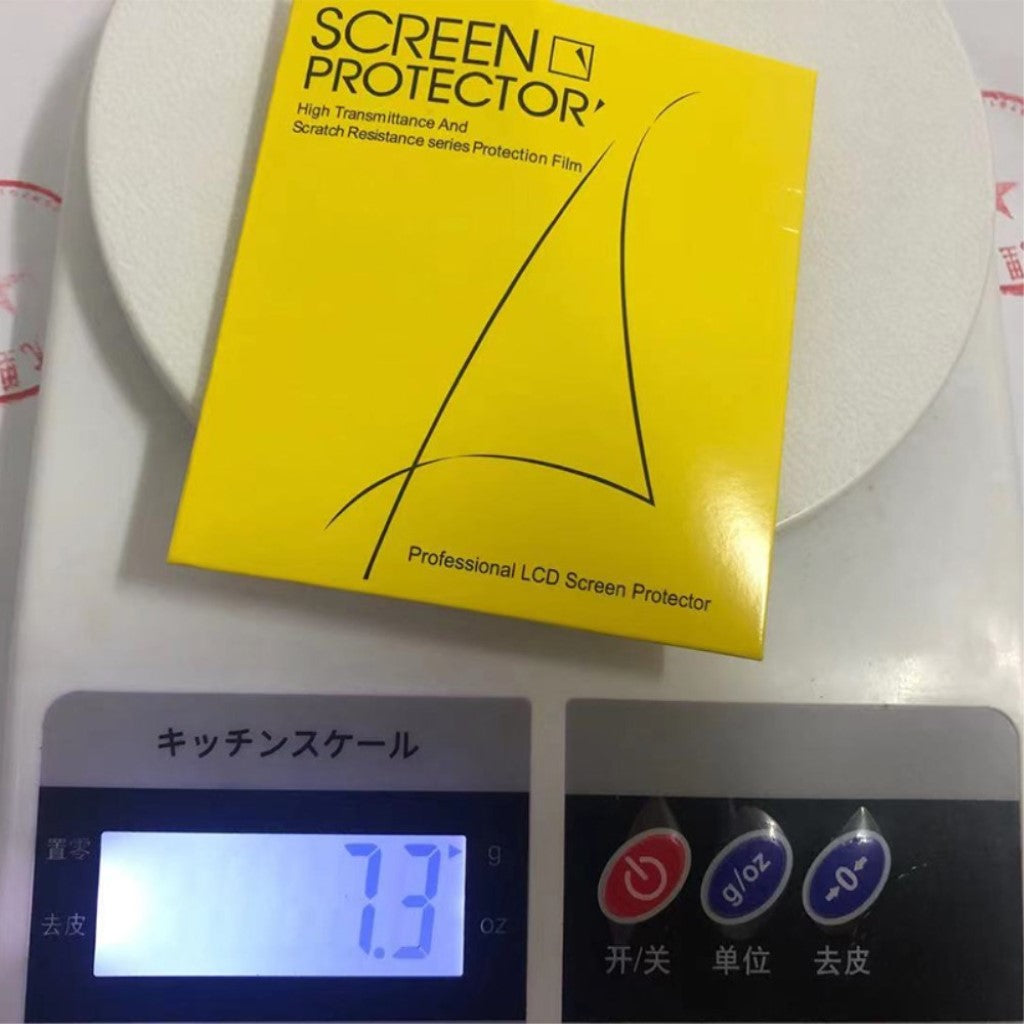 SCREEN
PROTECTOR
High Transmittance And
Scratch Resistance series Protection Film
Professional LCD Screen Protector
キッチンスケール
置零
g
7.3
去皮
oz
g/oz
0
开/关
单位
去皮